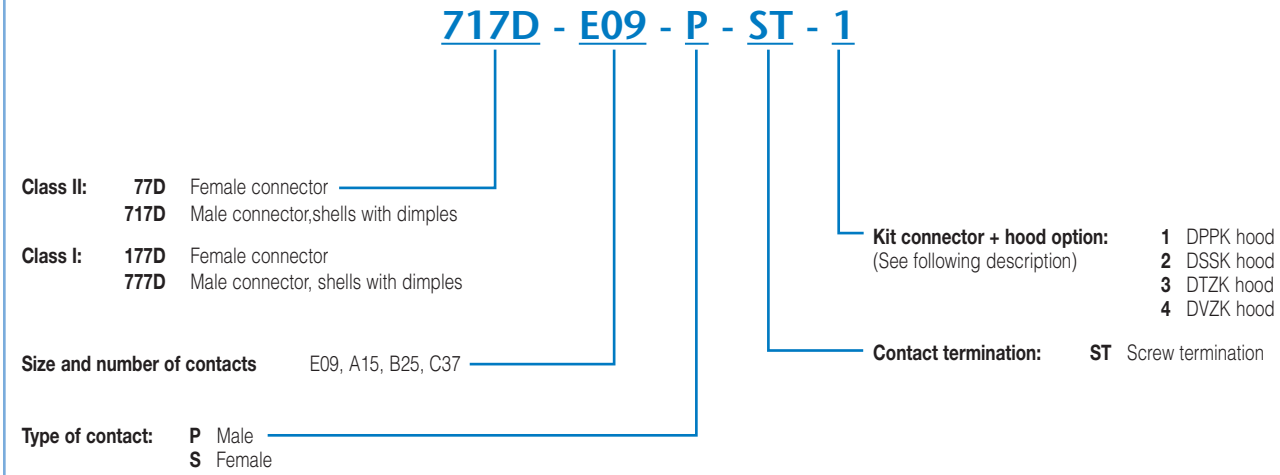 717D - E09 - P - ST - 1
Class II: 77D Female connector
717D Male connector,shells with dimples
Class I: 177D Female connector
777D Male connector, shells with dimples
Size and number of contacts E09, A15, B25, C37
Type of contact: P Male
S Female
Kit connector + hood option: 1 DPPK hood
(See following description) 2 DSSK hood
3 DTZK hood
4 DVZK hood
Contact termination: ST Screw termination